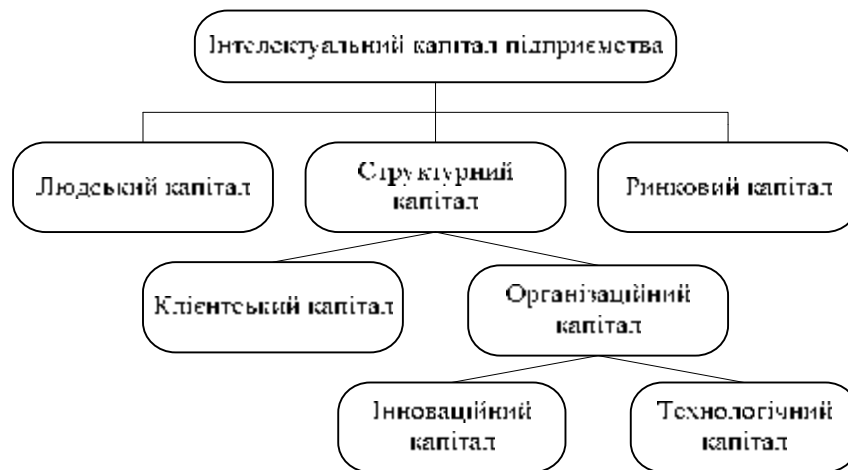 Інтелектуальний капітал підприємства
Людський капітал
Структурний
капітал
Ринковий капітал
Клієнтський капітал
Організаційний
капітал
Інноваційний
капітал
Технологічний
капітал